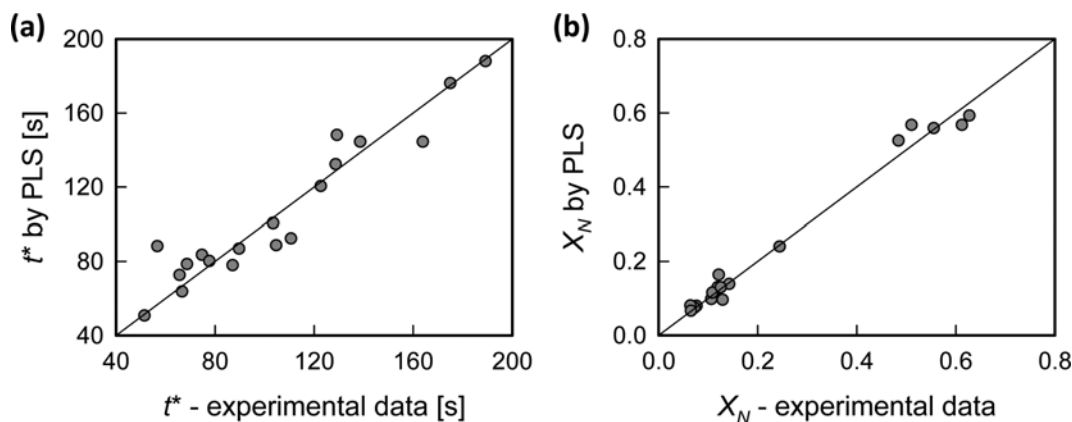 (a)
200
160
120
80
40
40 80 120 160 200
t* by PLS [s]
t* - experimental data [s]
(b)
0.8
0.6
0.4
0.2
0.0
0.0 0.2 0.4 0.6 0.8
X_N by PLS
X_N - experimental data